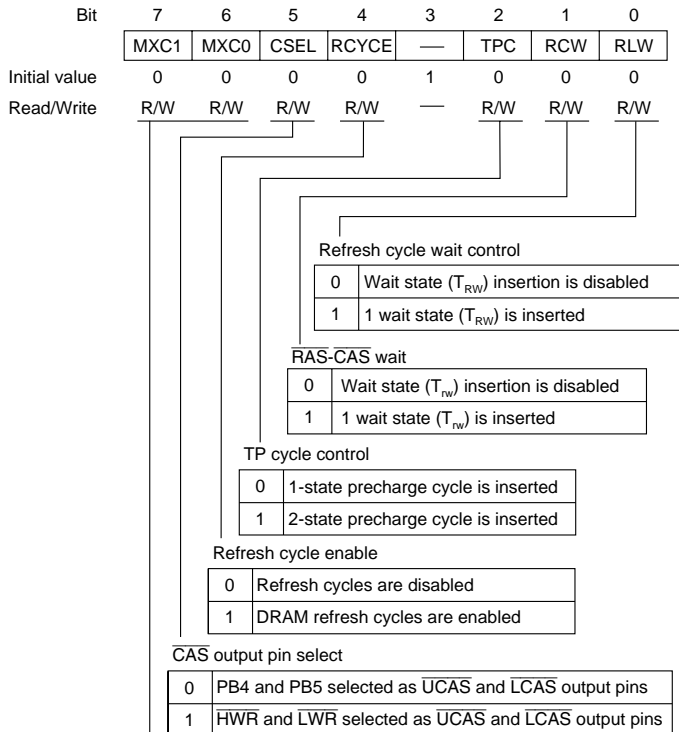 Bit 7 6 5 4 3 2 1 0
MXC1 MXC0 CSEL RCYCE — TPC RCW RLW
Initial value 0 0 0 0 1 0 0 0
Read/Write R/W R/W R/W R/W — R/W R/W R/W
Refresh cycle wait control
0 Wait state (TRW) insertion is disabled
1 1 wait state (TRW) is inserted
RAS-CAS wait
0 Wait state (Trw) insertion is disabled
1 1 wait state (Trw) is inserted
TP cycle control
0 1-state precharge cycle is inserted
1 2-state precharge cycle is inserted
Refresh cycle enable
0 Refresh cycles are disabled
1 DRAM refresh cycles are enabled
CAS output pin select
0 PB4 and PB5 selected as UCAS and LCAS output pins
1 HWR and LWR selected as UCAS and LCAS output pins